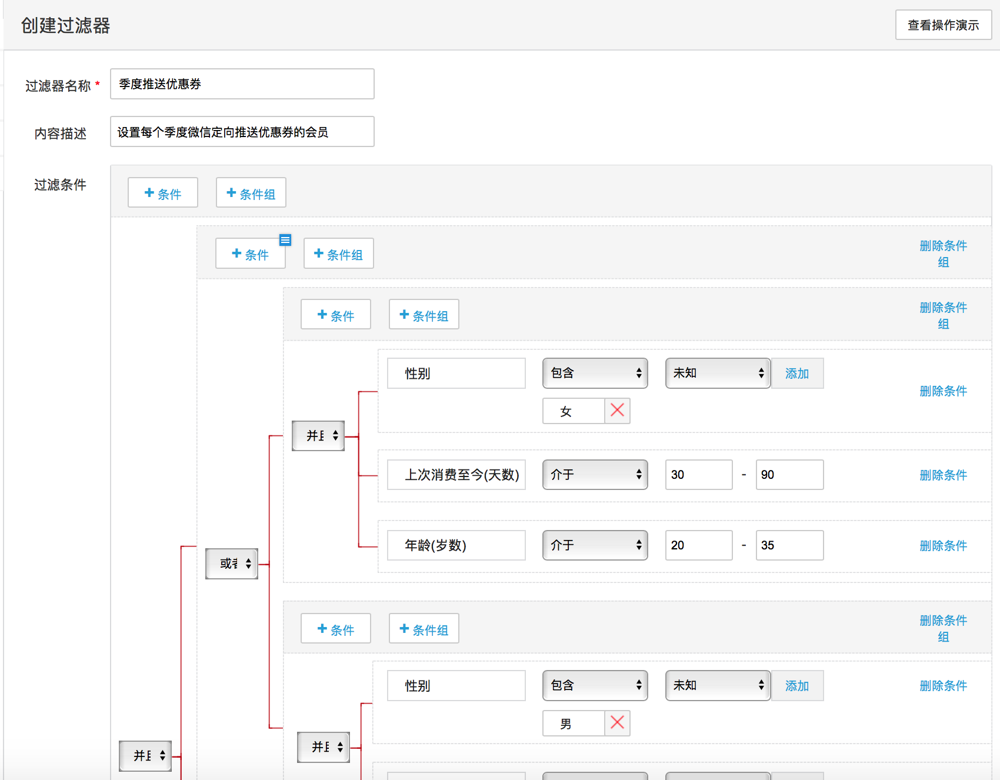 创建过滤器
查看操作演示
过滤器名称 *
季度推送优惠券
内容描述
设置每个季度微信定向推送优惠券的会员
过滤条件
+ 条件
+ 条件组
+ 条件
+ 条件组
删除条件
组
+ 条件
+ 条件组
删除条件
组
性别
包含
未知
添加
删除条件
女
并且
上次消费至今(天数)
介于
30
-
90
删除条件
年龄(岁数)
介于
20
-
35
删除条件
或者
+ 条件
+ 条件组
删除条件
组
性别
包含
未知
添加
删除条件
男
并且
并且